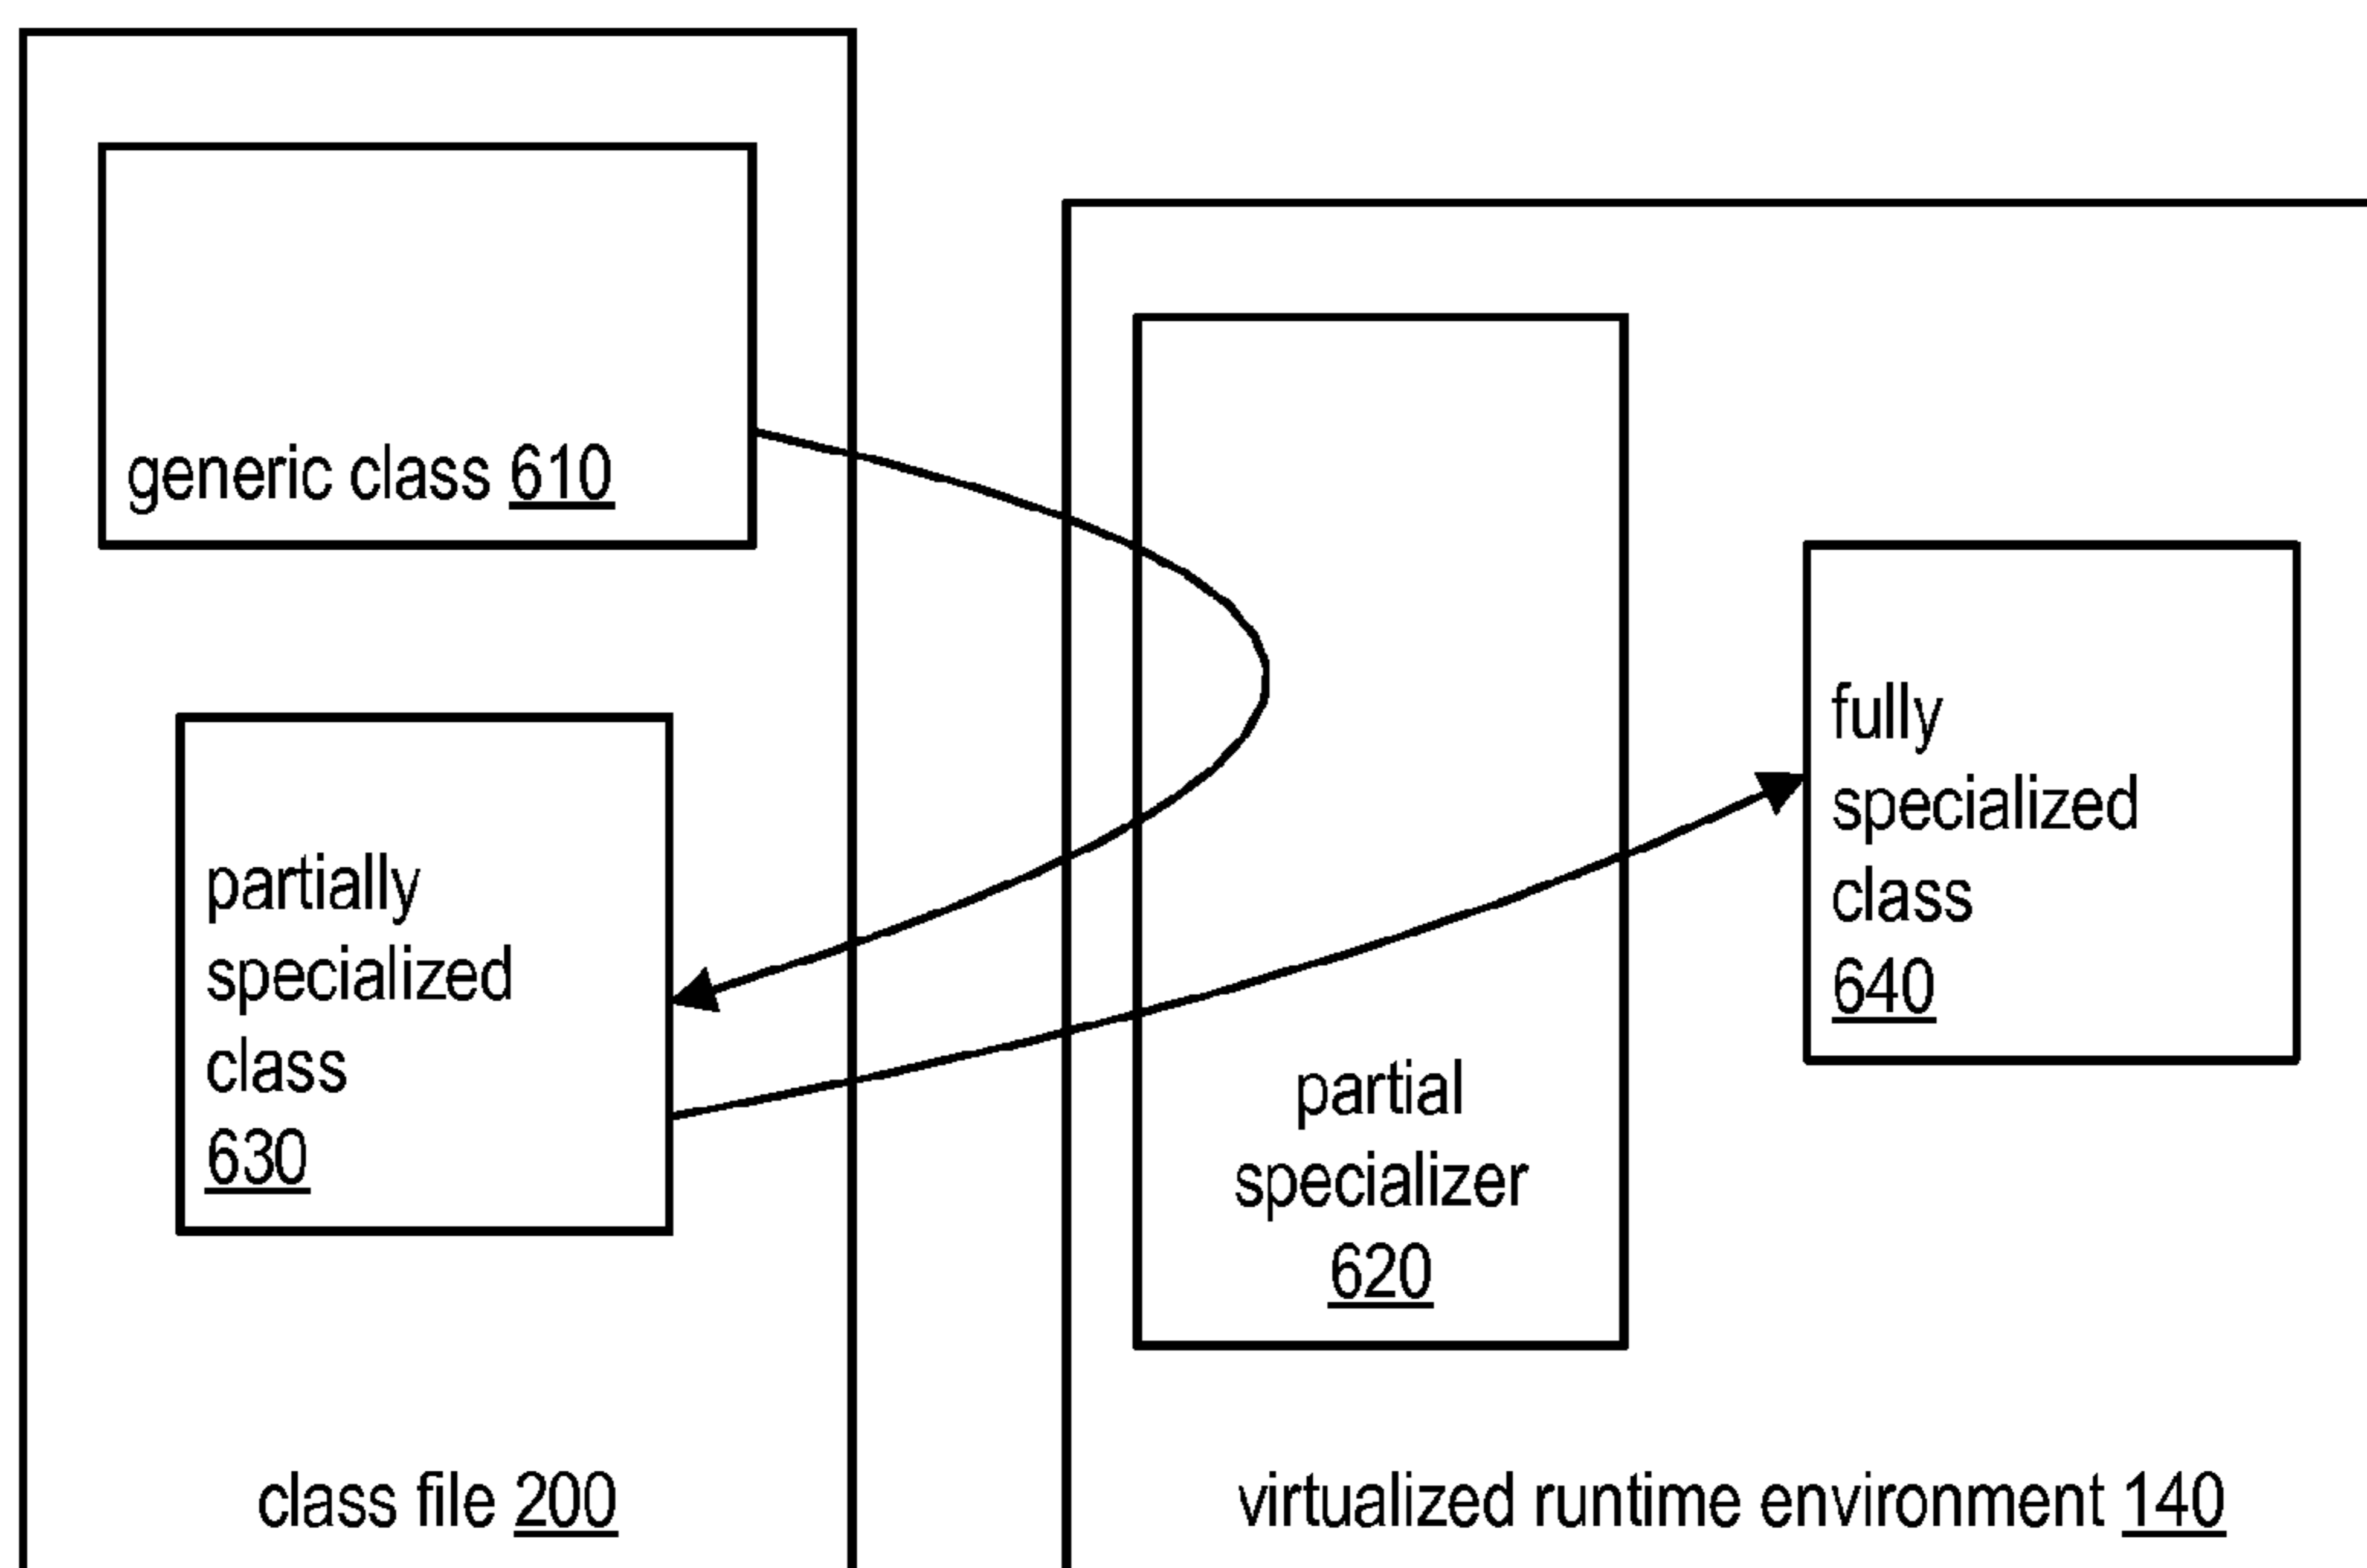 generic class 610
partially
specialized
class
630
class file 200
partial
specializer
620
fully
specialized
class
640
virtualized runtime environment 140